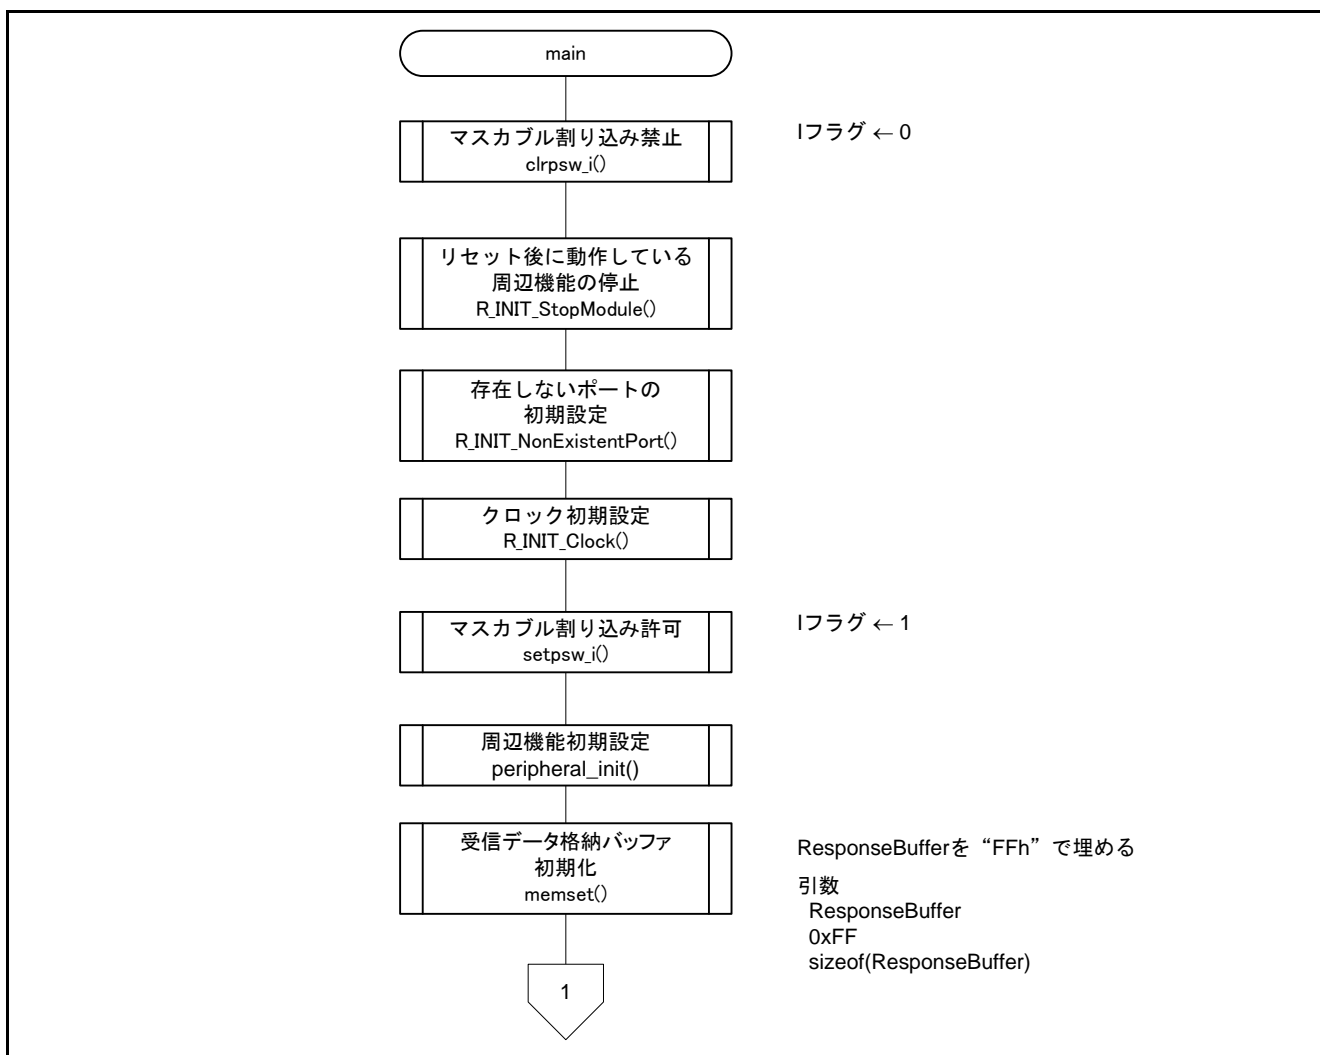 main
マスカブル割り込み禁止
clrpsw_i()
Iフラグ ← 0
リセット後に動作している
周辺機能の停止
R_INIT_StopModule()
存在しないポートの
初期設定
R_INIT_NonExistentPort()
クロック初期設定
R_INIT_Clock()
マスカブル割り込み許可
setpsw_i()
Iフラグ ← 1
周辺機能初期設定
peripheral_init()
受信データ格納バッファ
初期化
memset()
ResponseBufferを“FFh”で埋める
引数
ResponseBuffer
0xFF
sizeof(ResponseBuffer)
1